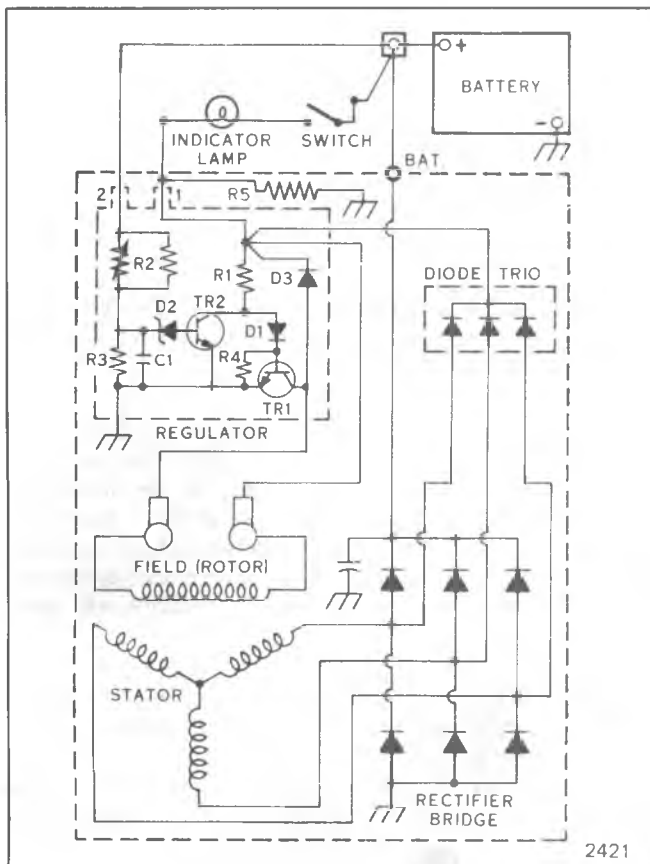 +
BATTERY
-
INDICATOR
LAMP
SWITCH
BAT.
2
1
R5
R2
R1
D3
DIODE TRIO
D2
TR2
D1
R3
C1
R4
TR1
REGULATOR
FIELD (ROTOR)
STATOR
RECTIFIER
BRIDGE
2421